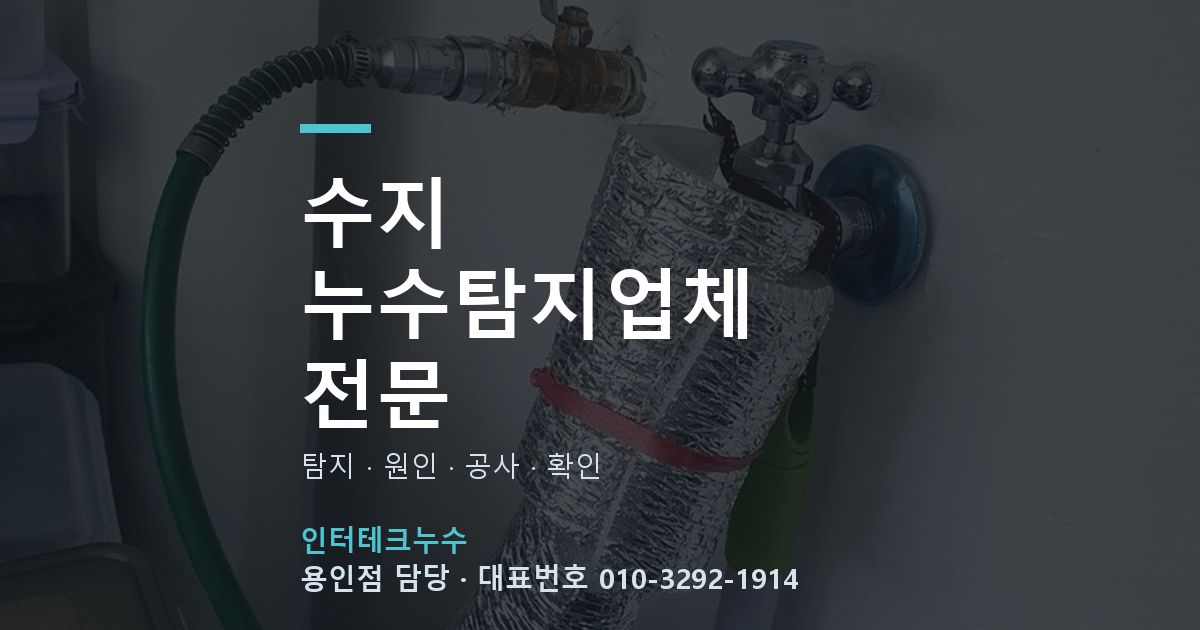 수지
누수탐지업체
전문
탐지 · 원인 · 공사 · 확인
인터테크누수
용인점 담당 · 대표번호 010-3292-1914